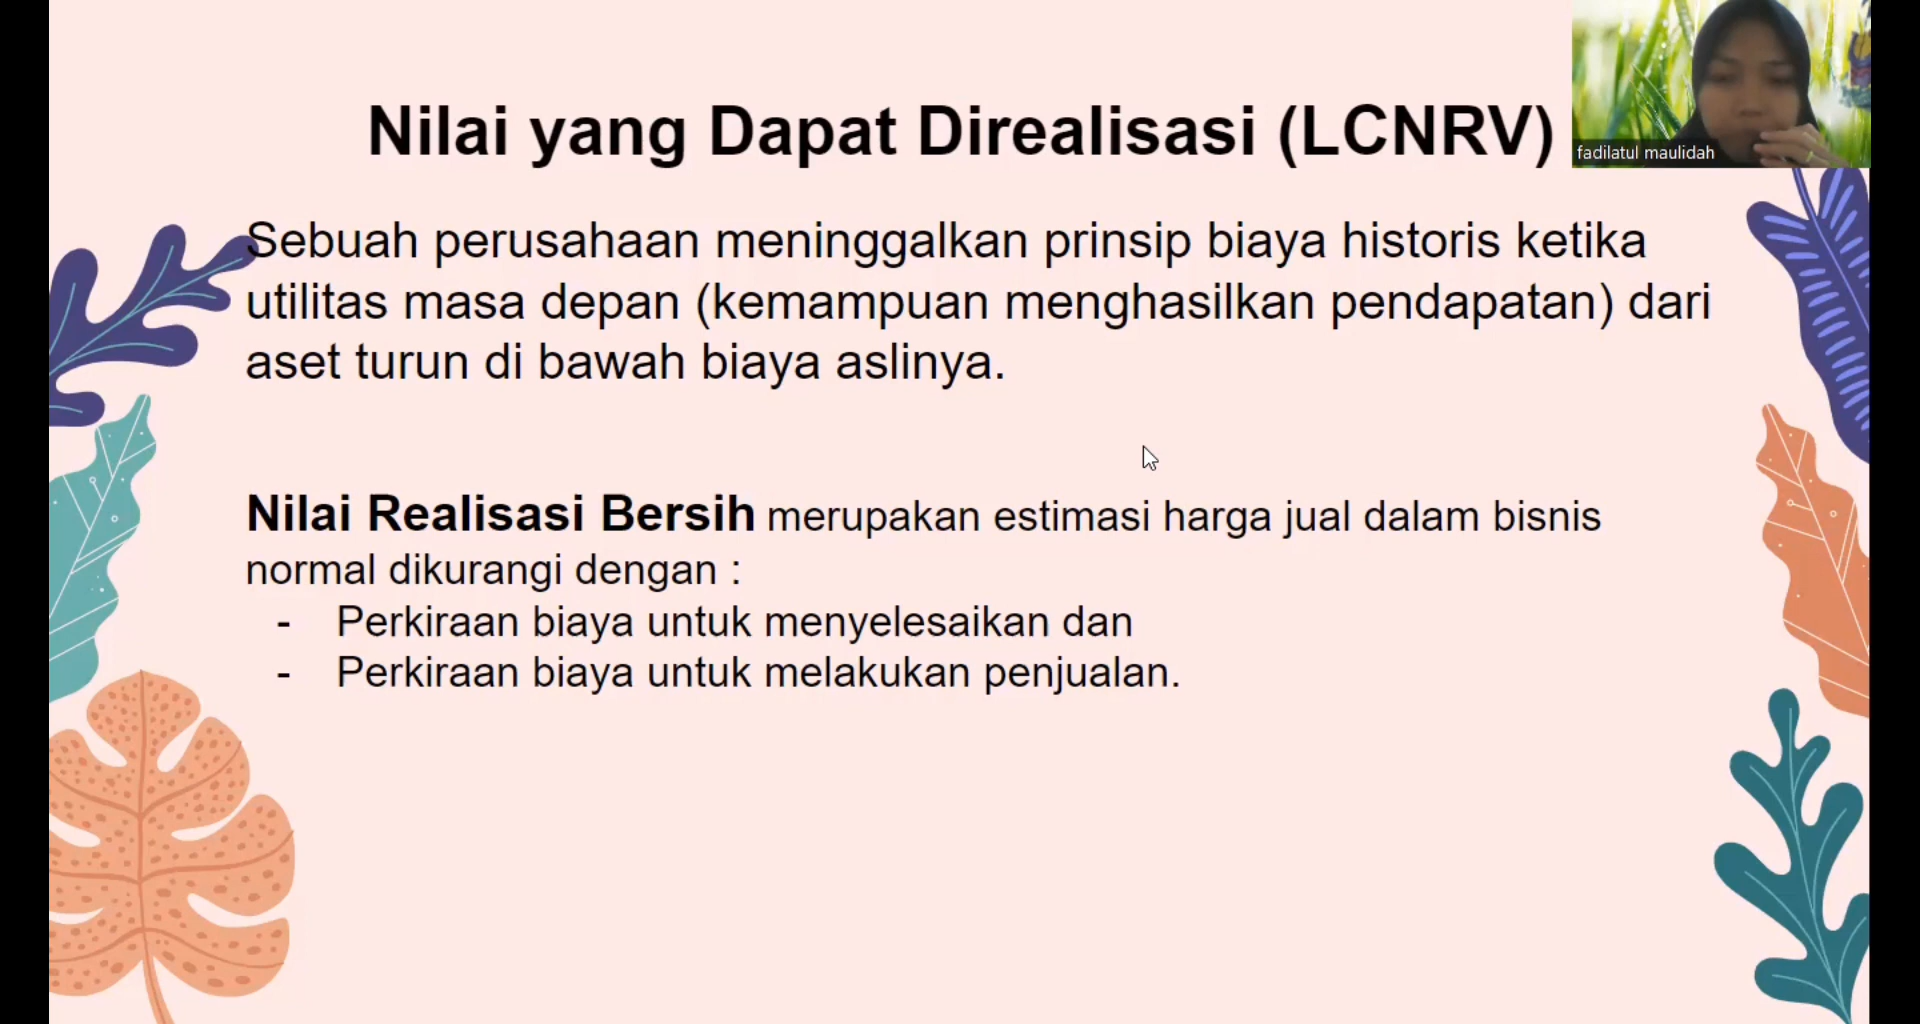 Nilai yang Dapat Direalisasi (LCNRV)
fadilatul maulidah
Sebuah perusahaan meninggalkan prinsip biaya historis ketika
utilitas masa depan (kemampuan menghasilkan pendapatan) dari
aset turun di bawah biaya aslinya.
Nilai Realisasi Bersih merupakan estimasi harga jual dalam bisnis
normal dikurangi dengan :
- Perkiraan biaya untuk menyelesaikan dan
- Perkiraan biaya untuk melakukan penjualan.